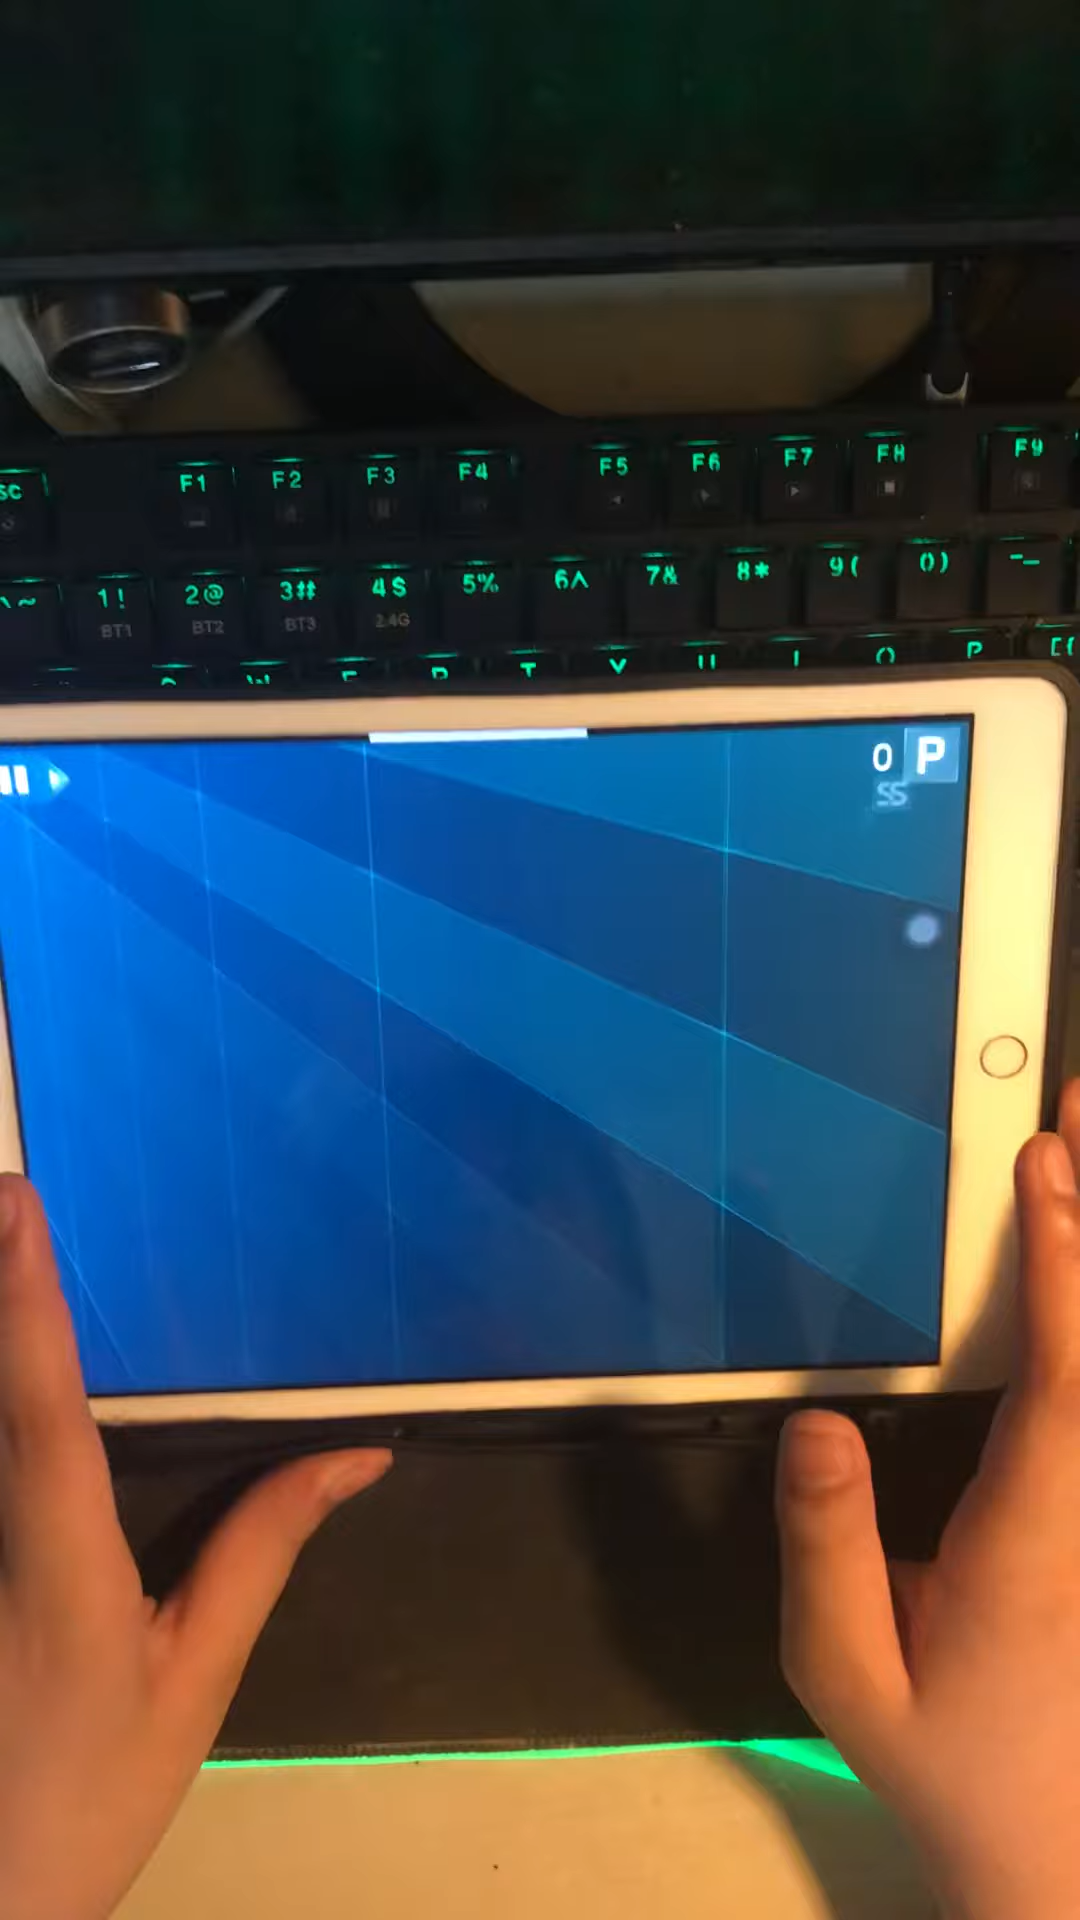 SC F1 F2 F3 F4 F5 F6 F7 F8 F9
\~ 1! 2@ 3# 4$ 5% 6^ 7& 8* 9( 0) -_
BT1 BT2 BT3 2.4G
Q W E R T Y U I O P [{
0 P
SS